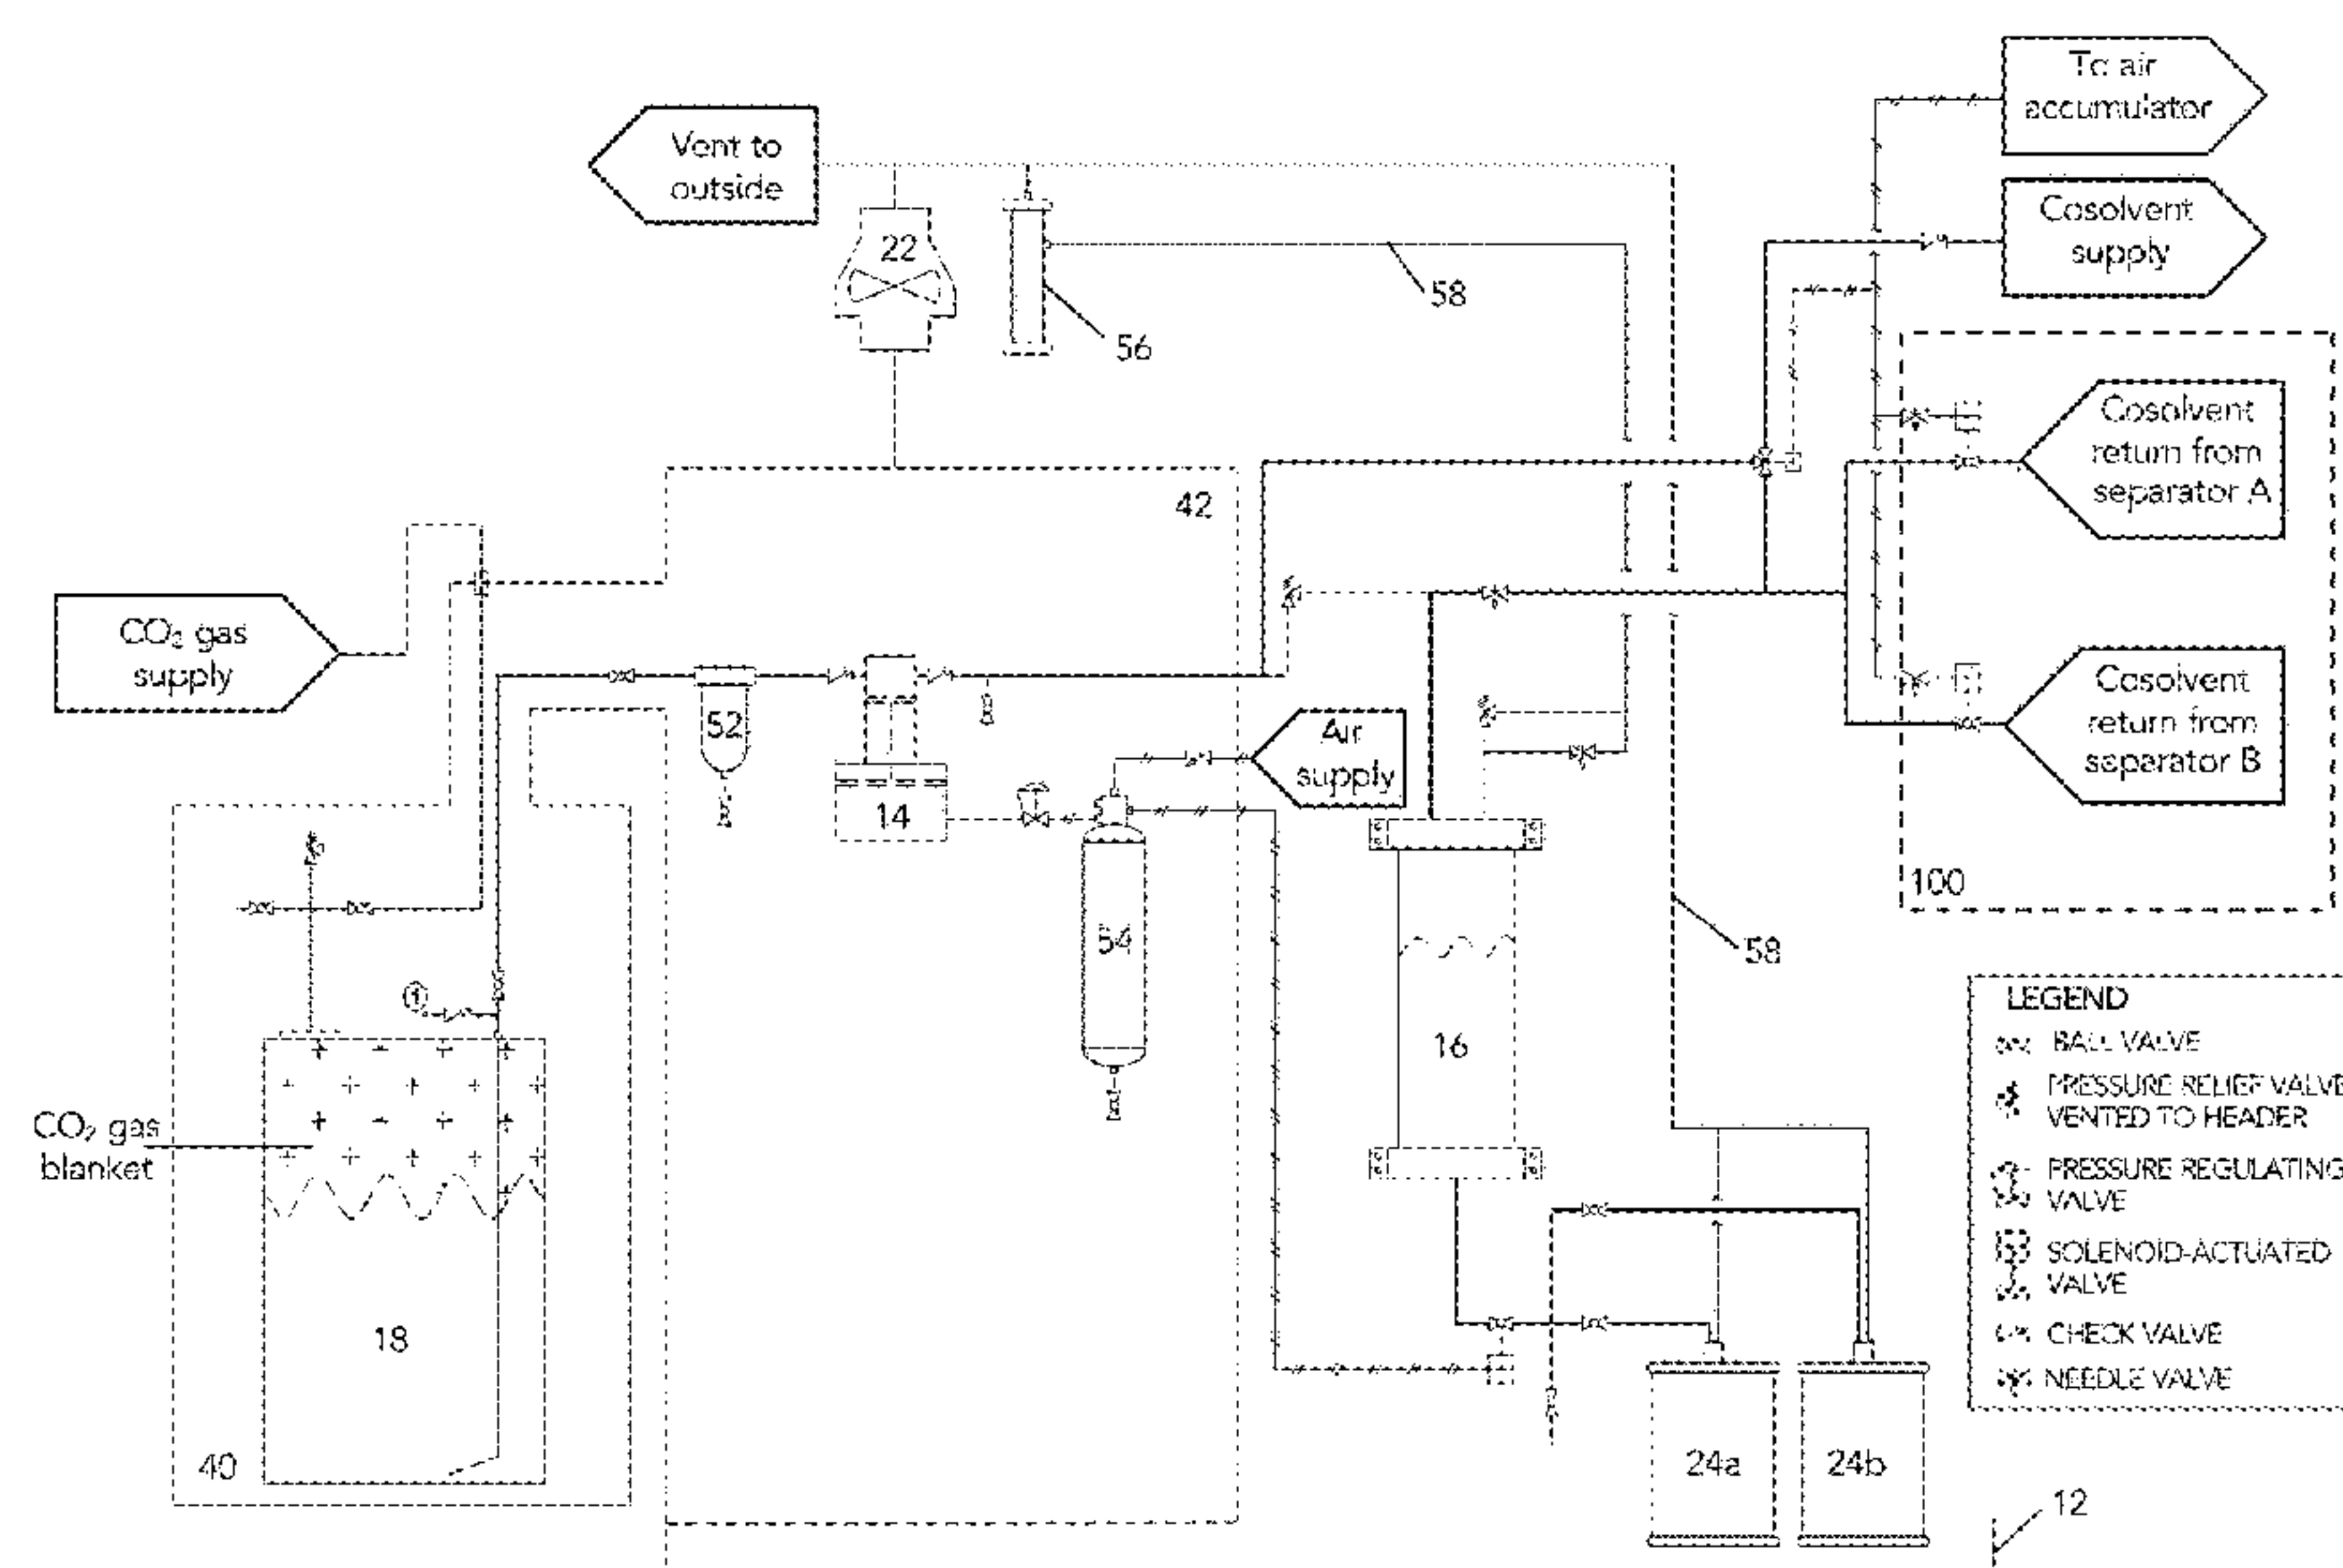 To air
accumulator
Vent to
outside
Cosolvent
supply
22
58
56
Cosolvent
return from
separator A
42
CO₂ gas
supply
Cosolvent
return from
separator B
52
Air
supply
14
100
54
58
1
LEGEND
BALL VALVE
16
PRESSURE RELIEF VALVE
VENTED TO HEADER
CO₂ gas
blanket
PRESSURE REGULATING
VALVE
SOLENOID-ACTUATED
VALVE
18
CHECK VALVE
NEEDLE VALVE
40
24a
24b
12